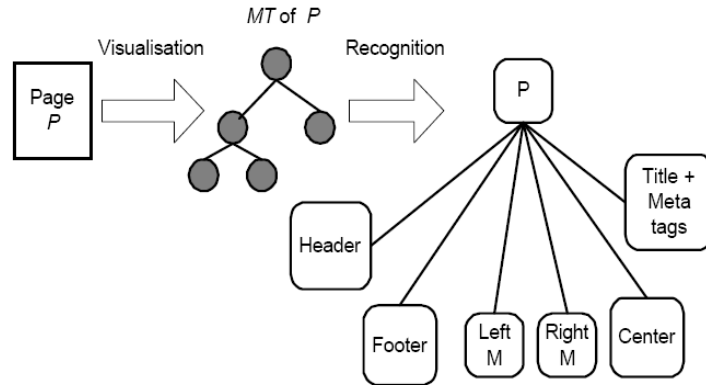 MT of P
Visualisation
Recognition
Page
P
P
Title +
Meta
tags
Header
Footer
Left
M
Right
M
Center